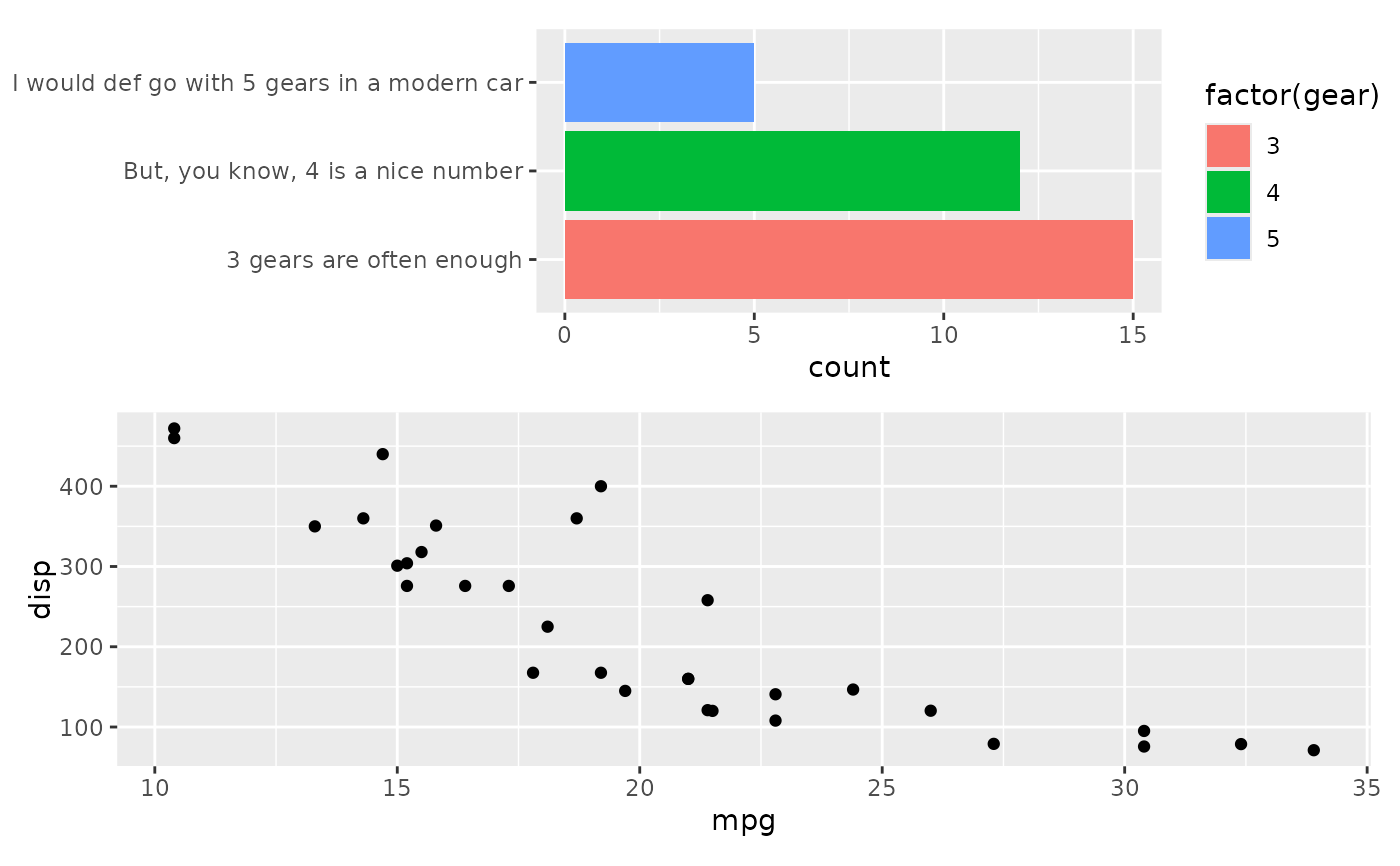 I would def go with 5 gears in a modern car
But, you know, 4 is a nice number
3 gears are often enough
0 5 10 15
count
factor(gear)
3
4
5
400
300
200
100
disp
10 15 20 25 30 35
mpg